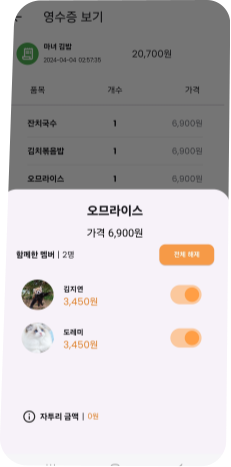 ← 영수증 보기
마녀 김밥
20,700원
2024-04-04 02:57:35
품목 개수 가격
잔치국수 1 6,900원
김치볶음밥 1 6,900원
오므라이스 1 6,900원
오므라이스
가격 6,900원
함께한 멤버 | 2명
전체 해제
김지연
3,450원
도레미
3,450원
자투리 금액 | 0원